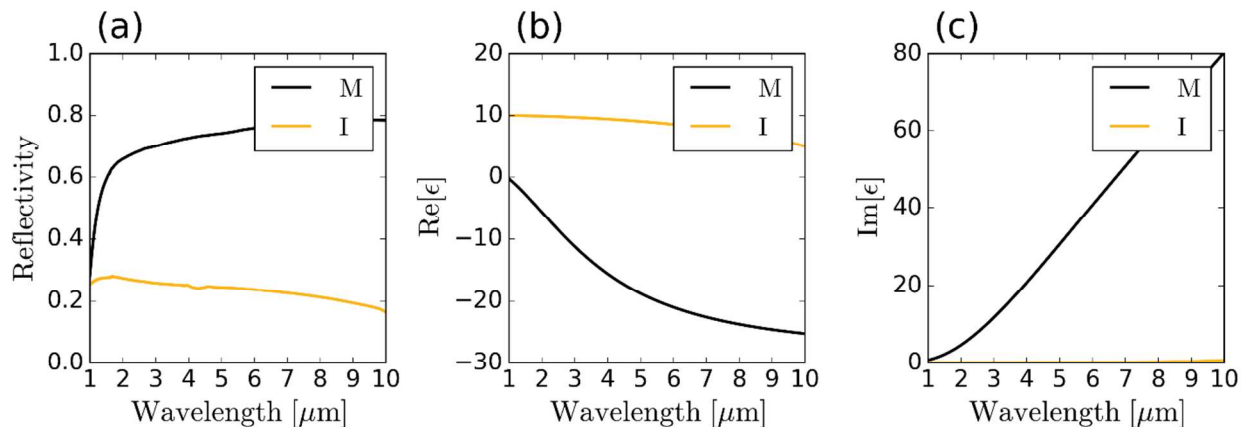 (a)
1.0
0.8
0.6
0.4
0.2
0.0
Reflectivity
M
I
1 2 3 4 5 6 7 8 9 10
Wavelength [μm]
(b)
20
10
0
−10
−20
−30
Re[ϵ]
M
I
1 2 3 4 5 6 7 8 9 10
Wavelength [μm]
(c)
80
60
40
20
0
Im[ϵ]
M
I
1 2 3 4 5 6 7 8 9 10
Wavelength [μm]